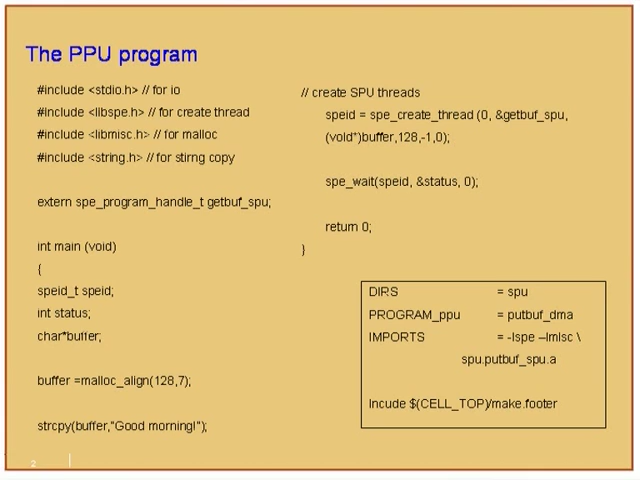 The PPU program
#include <stdio.h> // for io
#include <libspe.h> // for create thread
#include <libmisc.h> // for malloc
#include <string.h> // for stirng copy
extern spe_program_handle_t getbuf_spu;
int main (void)
{
speid_t speid;
int status;
char*buffer;
buffer =malloc_align(128,7);
strcpy(buffer,"Good morning!");
// create SPU threads
speid = spe_create_thread (0, &getbuf_spu,
(void*)buffer,128,-1,0);
spe_wait(speid, &status, 0);
return 0;
}
DIRS = spu
PROGRAM_ppu = putbuf_dma
IMPORTS = -lspe –lmisc \
spu.putbuf_spu.a
Incude $(CELL_TOP)/make.footer
2